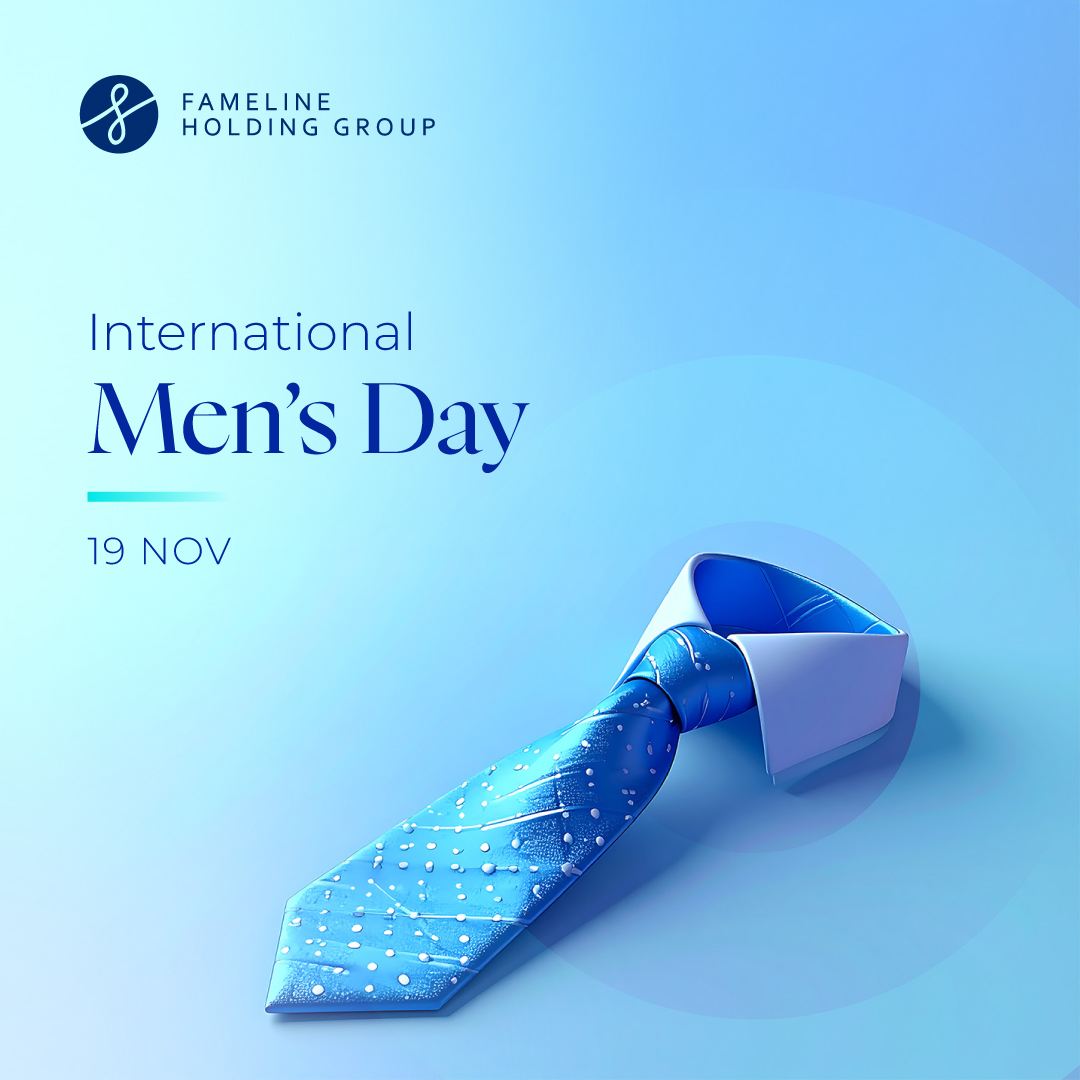 FAMELINE
HOLDING GROUP
International
Men’s Day
19 NOV